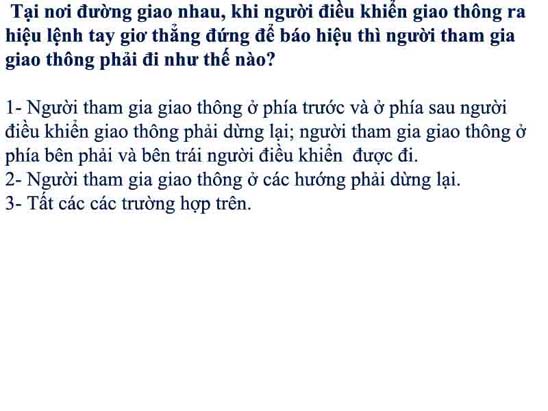 Tại nơi đường giao nhau, khi người điều khiển giao thông ra
hiệu lệnh tay giơ thẳng đứng để báo hiệu thì người tham gia
giao thông phải đi như thế nào?
1- Người tham gia giao thông ở phía trước và ở phía sau người
điều khiển giao thông phải dừng lại; người tham gia giao thông ở
phía bên phải và bên trái người điều khiển được đi.
2- Người tham gia giao thông ở các hướng phải dừng lại.
3- Tất các các trường hợp trên.